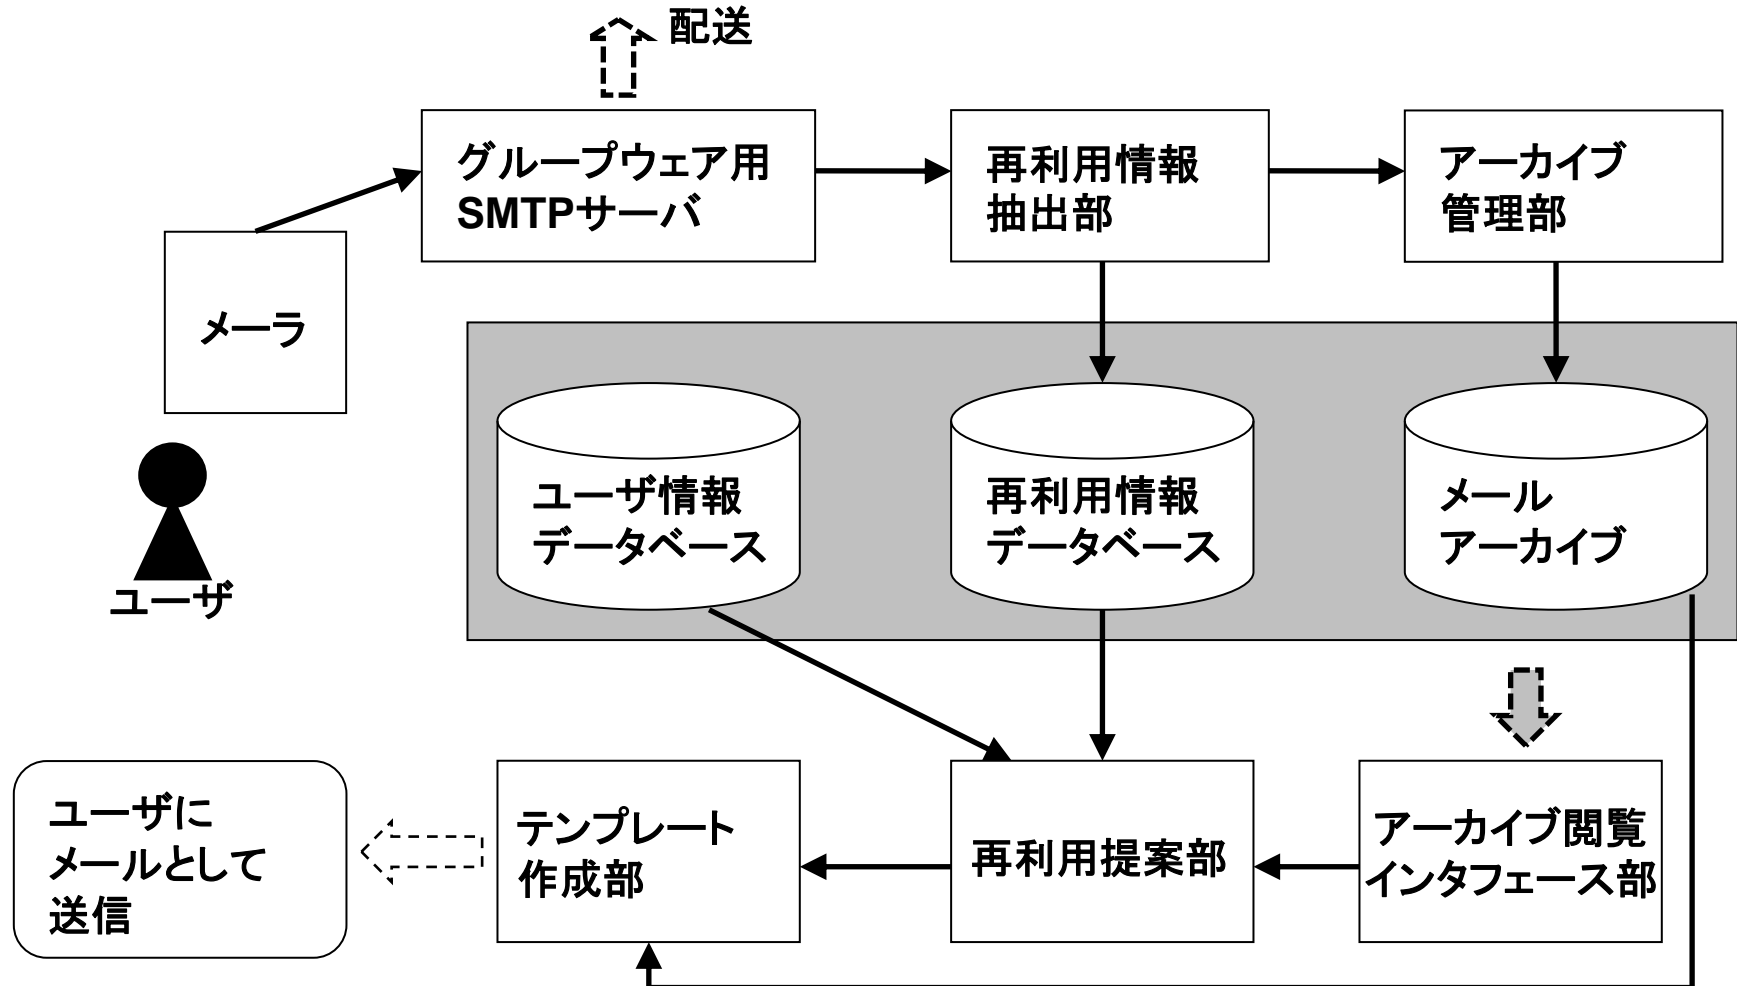 配送
グループウェア用
SMTPサーバ
再利用情報
抽出部
アーカイブ
管理部
メーラ
ユーザ情報
データベース
再利用情報
データベース
メール
アーカイブ
ユーザ
ユーザに
メールとして
送信
テンプレート
作成部
再利用提案部
アーカイブ閲覧
インタフェース部